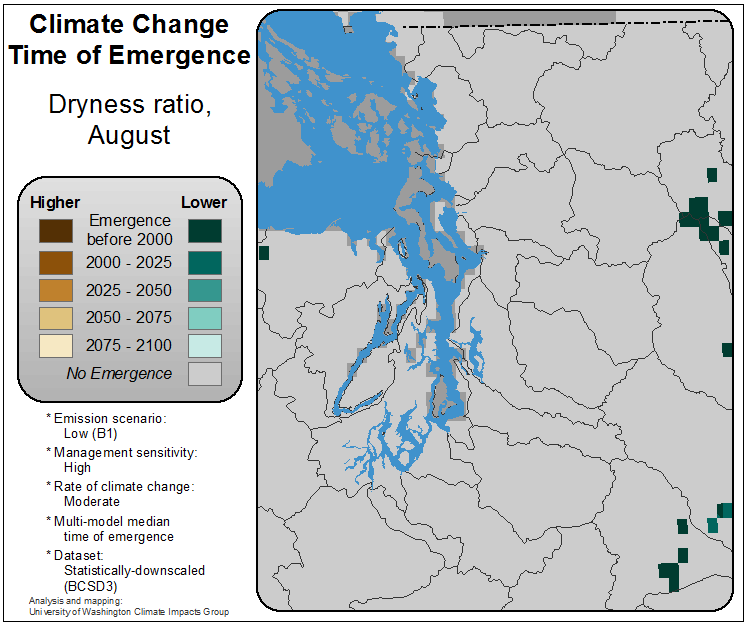 Climate Change
Time of Emergence
Dryness ratio,
August
Higher Lower
Emergence
before 2000
2000 - 2025
2025 - 2050
2050 - 2075
2075 - 2100
No Emergence
* Emission scenario:
Low (B1)
* Management sensitivity:
High
* Rate of climate change:
Moderate
* Multi-model median
time of emergence
* Dataset:
Statistically-downscaled
(BCSD3)
Analysis and mapping:
University of Washington Climate Impacts Group